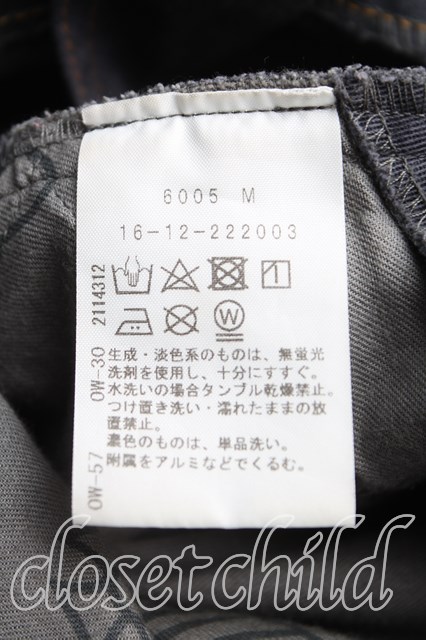 6005 M
16-12-222003
W
生成・淡色系のものは、無蛍光
洗剤を使用し、十分にすすぐ。
水洗いの場合タンブル乾燥禁止。
つけ置き洗い・濡れたままの放
置禁止。
濃色のものは、単品洗い。
附属をアルミなどでくるむ。
OW-57 OW-30 2114312
closet child